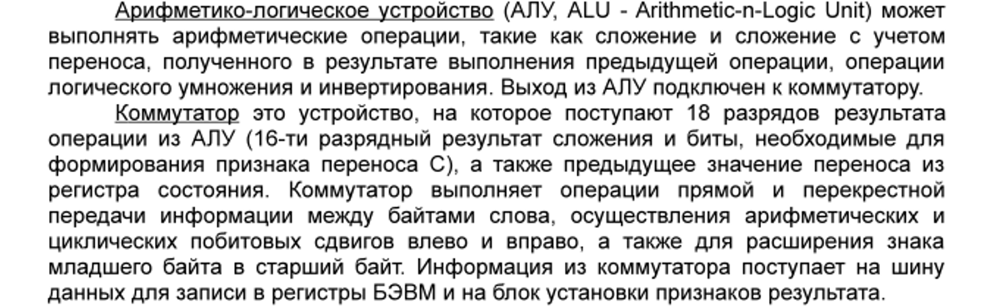 Арифметико-логическое устройство (АЛУ, ALU - Arithmetic-n-Logic Unit) может
выполнять арифметические операции, такие как сложение и сложение с учетом
переноса, полученного в результате выполнения предыдущей операции, операции
логического умножения и инвертирования. Выход из АЛУ подключен к коммутатору.
Коммутатор это устройство, на которое поступают 18 разрядов результата
операции из АЛУ (16-ти разрядный результат сложения и биты, необходимые для
формирования признака переноса С), а также предыдущее значение переноса из
регистра состояния. Коммутатор выполняет операции прямой и перекрестной
передачи информации между байтами слова, осуществления арифметических и
циклических побитовых сдвигов влево и вправо, а также для расширения знака
младшего байта в старший байт. Информация из коммутатора поступает на шину
данных для записи в регистры БЭВМ и на блок установки признаков результата.